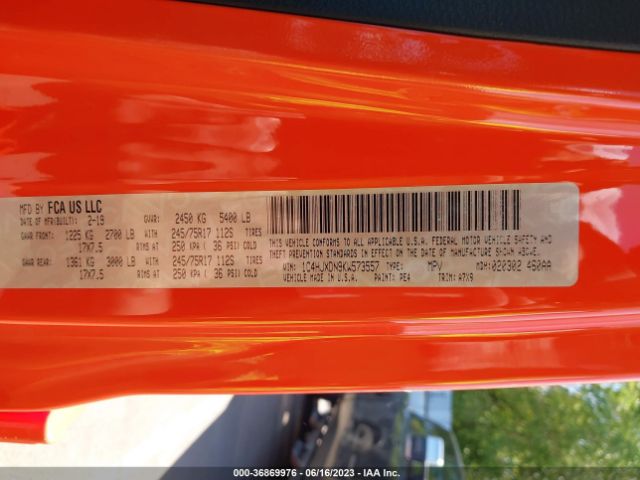 MFD BY FCA US LLC
DATE OF MFR(BUILT): 2-19 GVWR: 2450 KG 5400 LB
GAWR FRONT: 1225 KG 2700 LB WITH 245/75R17 112S TIRES
17X7.5 RIMS AT 250 KPA ( 36 PSI) COLD
GAWR REAR: 1361 KG 3000 LB WITH 245/75R17 112S TIRES
17X7.5 RIMS AT 250 KPA ( 36 PSI) COLD
THIS VEHICLE CONFORMS TO ALL APPLICABLE U.S.A. FEDERAL MOTOR VEHICLE SAFETY AND
THEFT PREVENTION STANDARDS IN EFFECT ON THE DATE OF MANUFACTURE SHOWN ABOVE.
VIN: 1C4HJXDN9KW573557 TYPE: MPV MDH: 020302 460AA
VEHICLE MADE IN U.S.A. PAINT: PE4 TRIM: A7X9
000-36869976 - 06/16/2023 - IAA Inc.